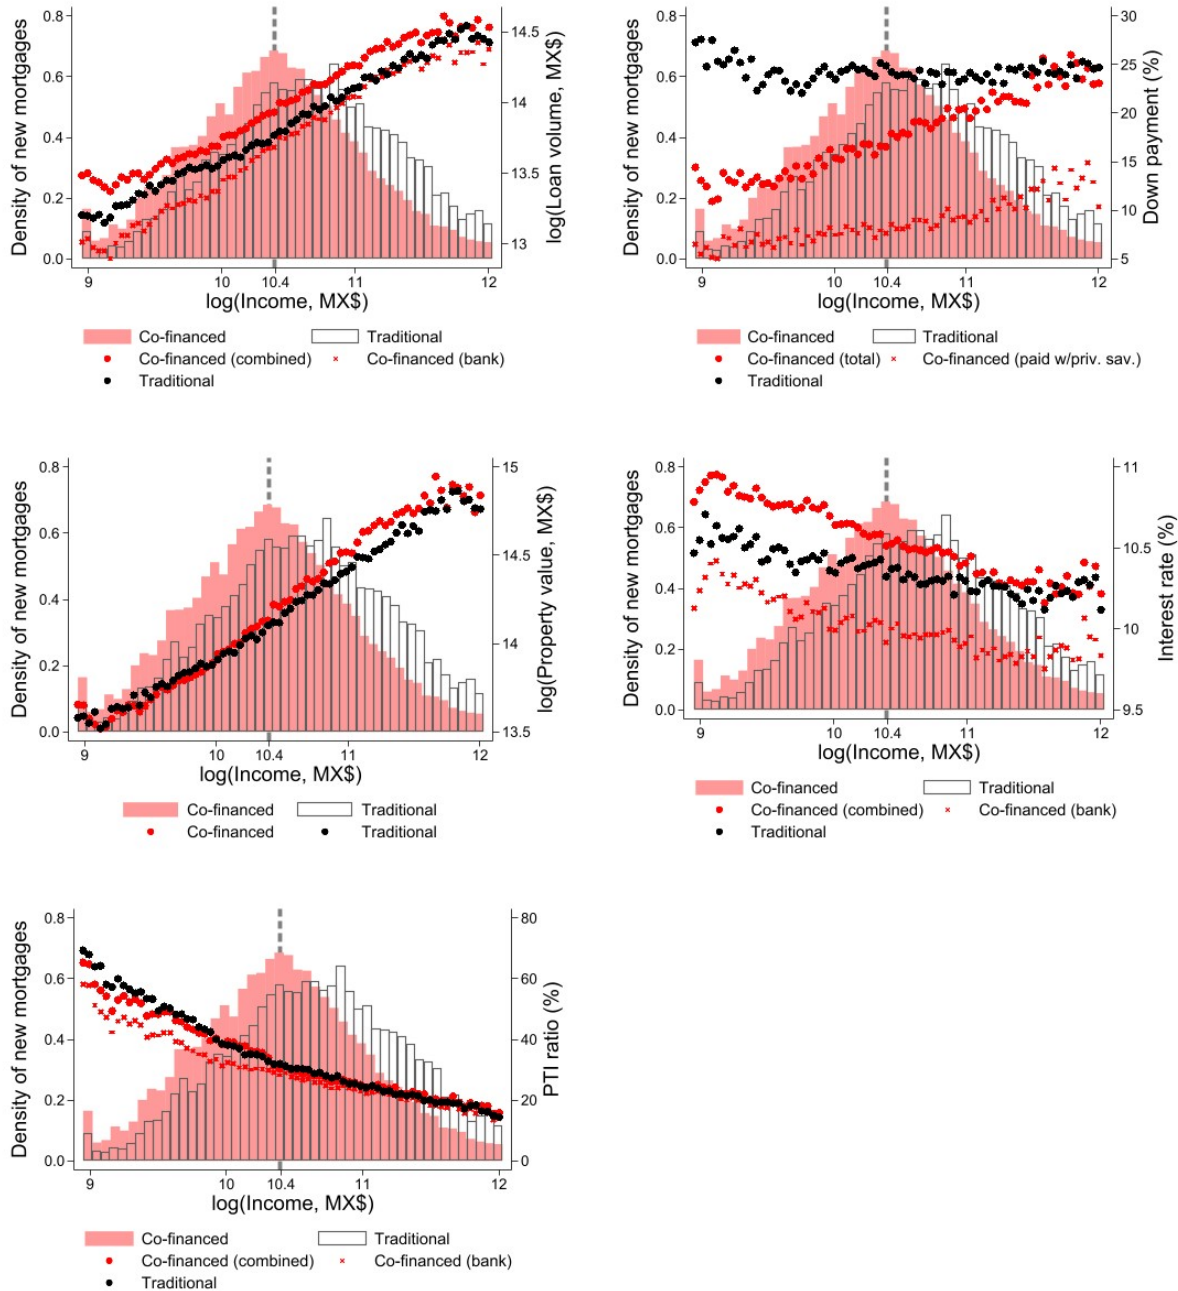 Density of new mortgages
0.8
0.6
0.4
0.2
0.0
14.5
14
13.5
13
log(Loan volume, MX$)
9 10 10.4 11 12
log(Income, MX$)
Co-financed Traditional
Co-financed (combined) Co-financed (bank)
Traditional
Density of new mortgages
0.8
0.6
0.4
0.2
0.0
30
25
20
15
10
5
Down payment (%)
9 10 10.4 11 12
log(Income, MX$)
Co-financed Traditional
Co-financed (total) Co-financed (paid w/priv. sav.)
Traditional
Density of new mortgages
0.8
0.6
0.4
0.2
0.0
15
14.5
14
13.5
log(Property value, MX$)
9 10 10.4 11 12
log(Income, MX$)
Co-financed Traditional
Co-financed Traditional
Density of new mortgages
0.8
0.6
0.4
0.2
0.0
11
10.5
10
9.5
Interest rate (%)
9 10 10.4 11 12
log(Income, MX$)
Co-financed Traditional
Co-financed (combined) Co-financed (bank)
Traditional
Density of new mortgages
0.8
0.6
0.4
0.2
0.0
80
60
40
20
0
PTI ratio (%)
9 10 10.4 11 12
log(Income, MX$)
Co-financed Traditional
Co-financed (combined) Co-financed (bank)
Traditional